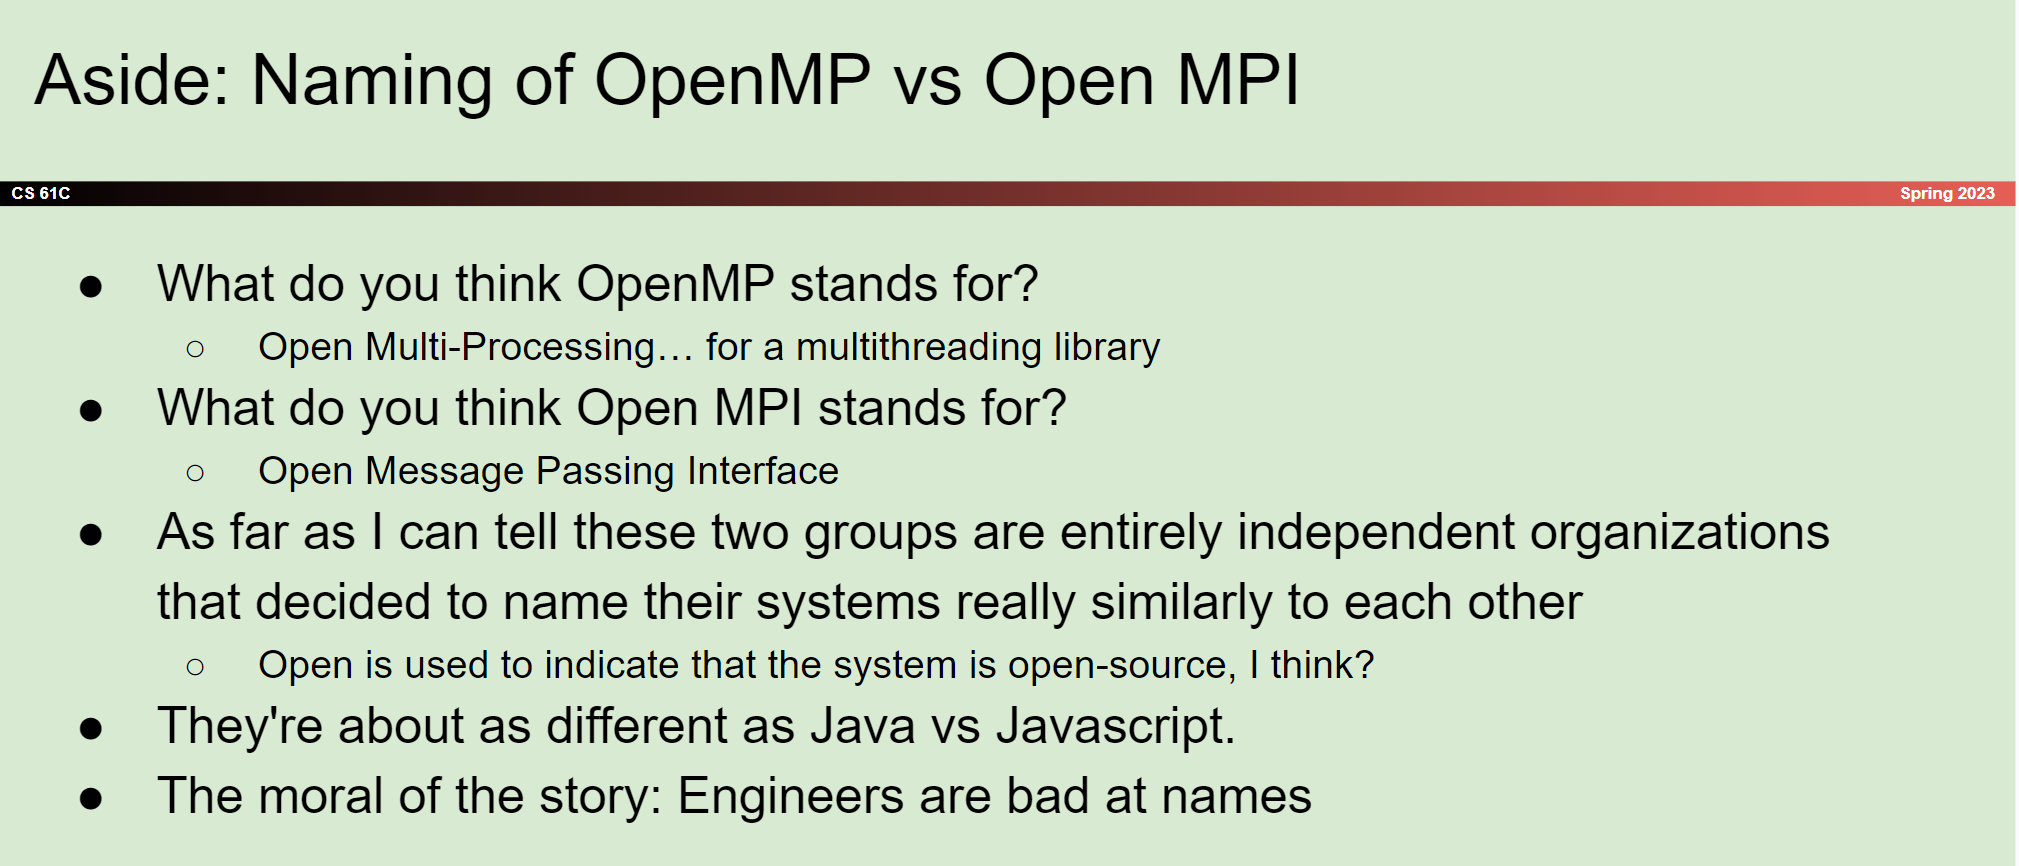 Aside: Naming of OpenMP vs Open MPI
CS 61C
Spring 2023
● What do you think OpenMP stands for?
○ Open Multi-Processing… for a multithreading library
● What do you think Open MPI stands for?
○ Open Message Passing Interface
● As far as I can tell these two groups are entirely independent organizations
that decided to name their systems really similarly to each other
○ Open is used to indicate that the system is open-source, I think?
● They're about as different as Java vs Javascript.
● The moral of the story: Engineers are bad at names